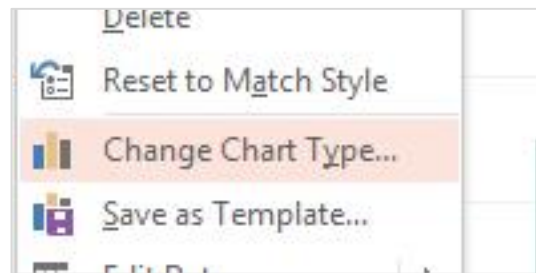 Delete
Reset to Match Style
Change Chart Type...
Save as Template...